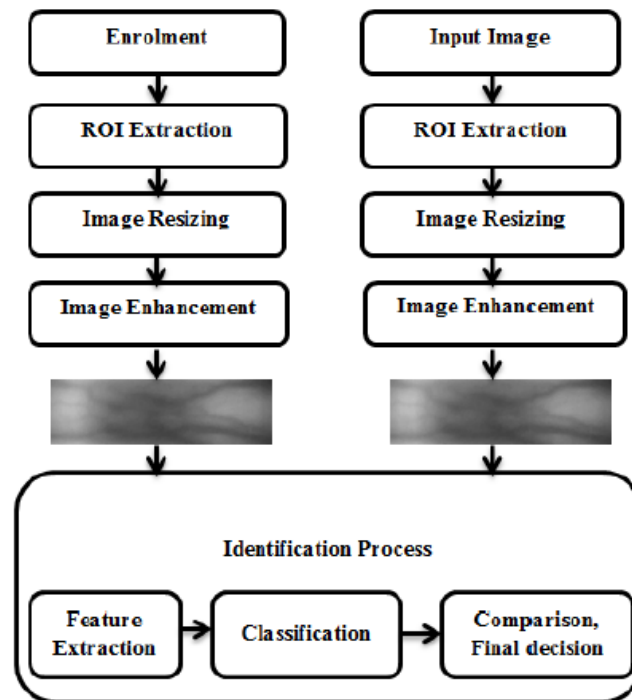 Enrolment
Input Image
ROI Extraction
ROI Extraction
Image Resizing
Image Resizing
Image Enhancement
Image Enhancement
Identification Process
Feature
Extraction
Classification
Comparison,
Final decision